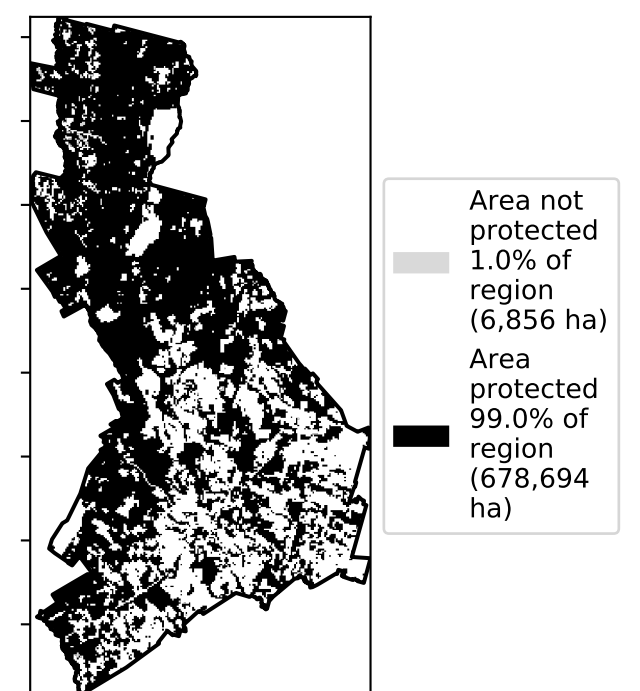 Area not
protected
1.0% of
region
(6,856 ha)
Area
protected
99.0% of
region
(678,694
ha)